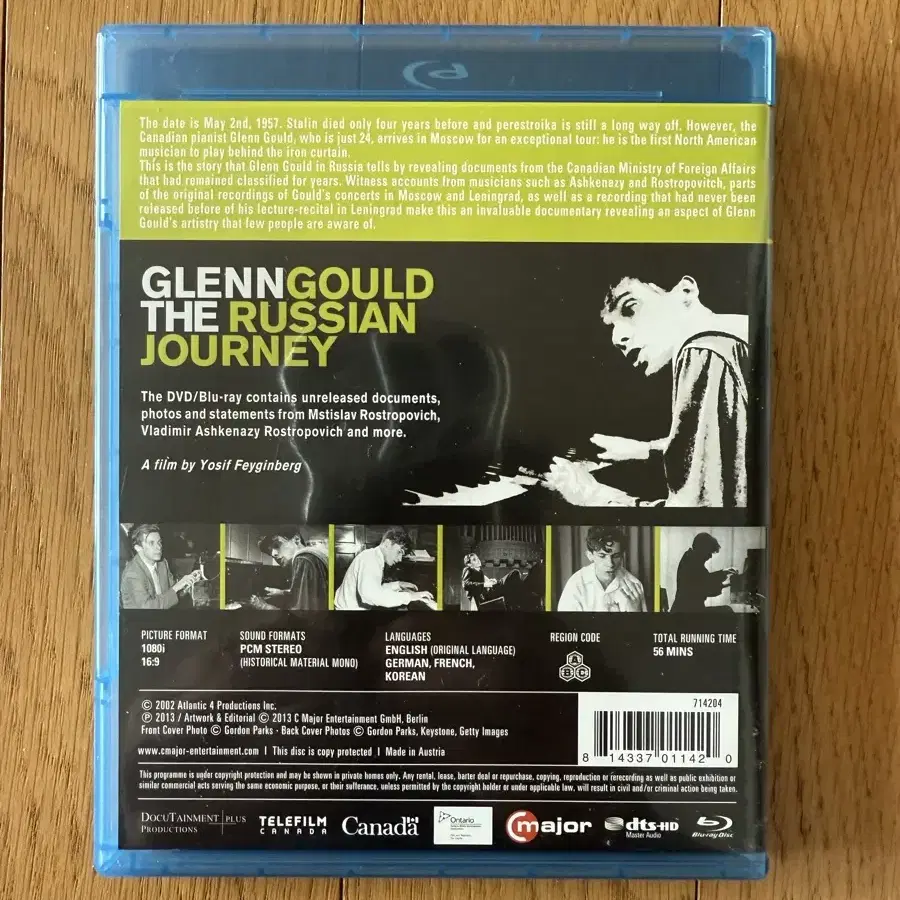 The date is May 2nd, 1957. Stalin died only four years before and perestroika is still a long way off. However, the
Canadian pianist Glenn Gould, who is just 24, arrives in Moscow for an exceptional tour: he is the first North American
musician to play behind the iron curtain.
This is the story that Glenn Gould in Russia tells by revealing documents from the Canadian Ministry of Foreign Affairs
that had remained classified for years. Witness accounts from musicians such as Ashkenazy and Rostropovitch, parts
of the original recordings of Gould's concerts in Moscow and Leningrad, as well as a recording that had never been
released before of his lecture-recital in Leningrad make this an invaluable documentary revealing an aspect of Glenn
Gould's artistry that few people are aware of.
GLENNGOULD
THE RUSSIAN
JOURNEY
The DVD/Blu-ray contains unreleased documents,
photos and statements from Mstislav Rostropovich,
Vladimir Ashkenazy Rostropovich and more.
A film by Yosif Feyginberg
PICTURE FORMAT
1080i
16:9
SOUND FORMATS
PCM STEREO
(HISTORICAL MATERIAL MONO)
LANGUAGES
ENGLISH (ORIGINAL LANGUAGE)
GERMAN, FRENCH,
KOREAN
REGION CODE
A
B C
TOTAL RUNNING TIME
56 MINS
© 2002 Atlantic 4 Productions Inc.
℗ 2013 / Artwork & Editorial © 2013 C Major Entertainment GmbH, Berlin
Front Cover Photo © Gordon Parks · Back Cover Photos © Gordon Parks, Keystone, Getty Images
www.cmajor-entertainment.com I This disc is copy protected I Made in Austria
714204
8 14337 01142 0
This programme is under copyright protection and may be shown in private homes only. Any rental, lease, barter deal or repurchase, copying, reproduction or rerecording as well as public exhibition or
similar commercial acts serving the same economic purpose, or their sufferance, unless permitted by the copyright holder or under applicable law, will result in civil and/or criminal action being taken.
DOCUTAINMENT PLUS
PRODUCTIONS
TELEFILM
CANADA
Canada
Ontario
C major
dts-HD
Master Audio
Blu-ray Disc